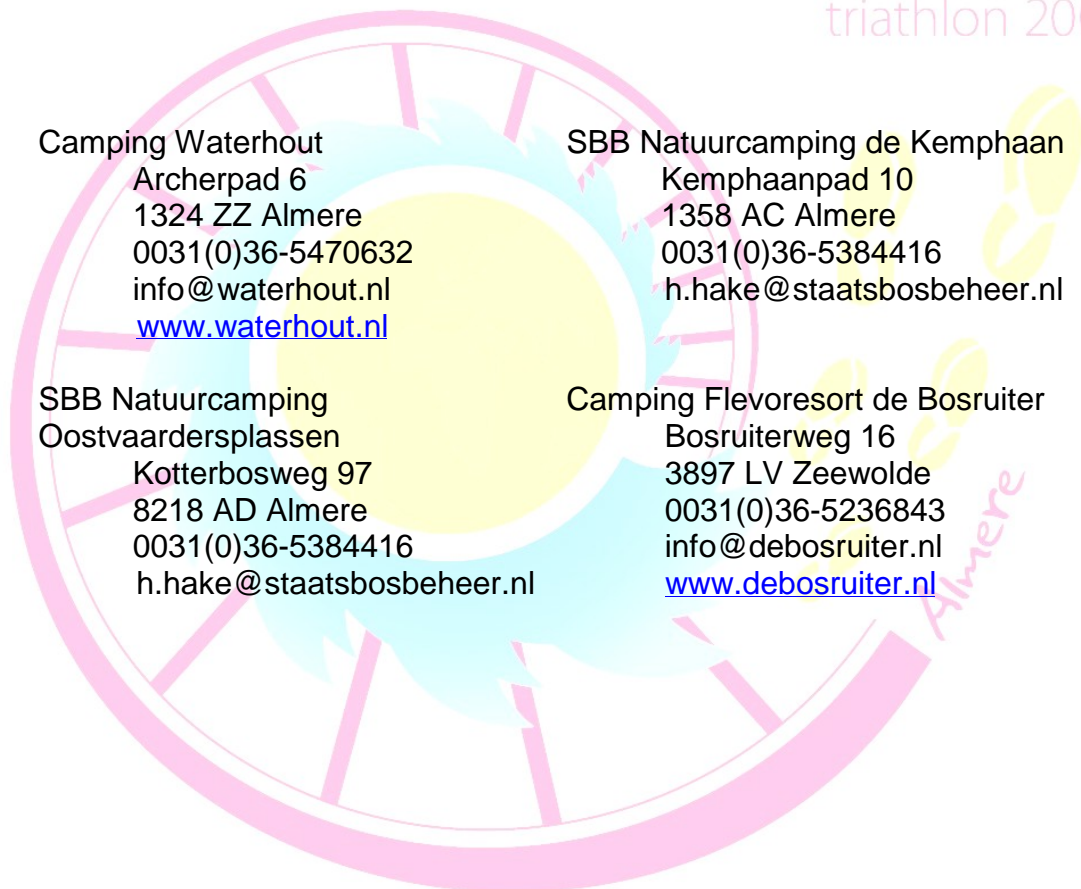 triathlon
Camping Waterhout
Archerpad 6
1324 ZZ Almere
0031(0)36-5470632
info@waterhout.nl
www.waterhout.nl
SBB Natuurcamping de Kemphaan
Kemphaanpad 10
1358 AC Almere
0031(0)36-5384416
h.hake@staatsbosbeheer.nl
SBB Natuurcamping
Oostvaardersplassen
Kotterbosweg 97
8218 AD Almere
0031(0)36-5384416
h.hake@staatsbosbeheer.nl
Camping Flevoresort de Bosruiter
Bosruiterweg 16
3897 LV Zeewolde
0031(0)36-5236843
info@debosruiter.nl
www.debosruiter.nl
Almere